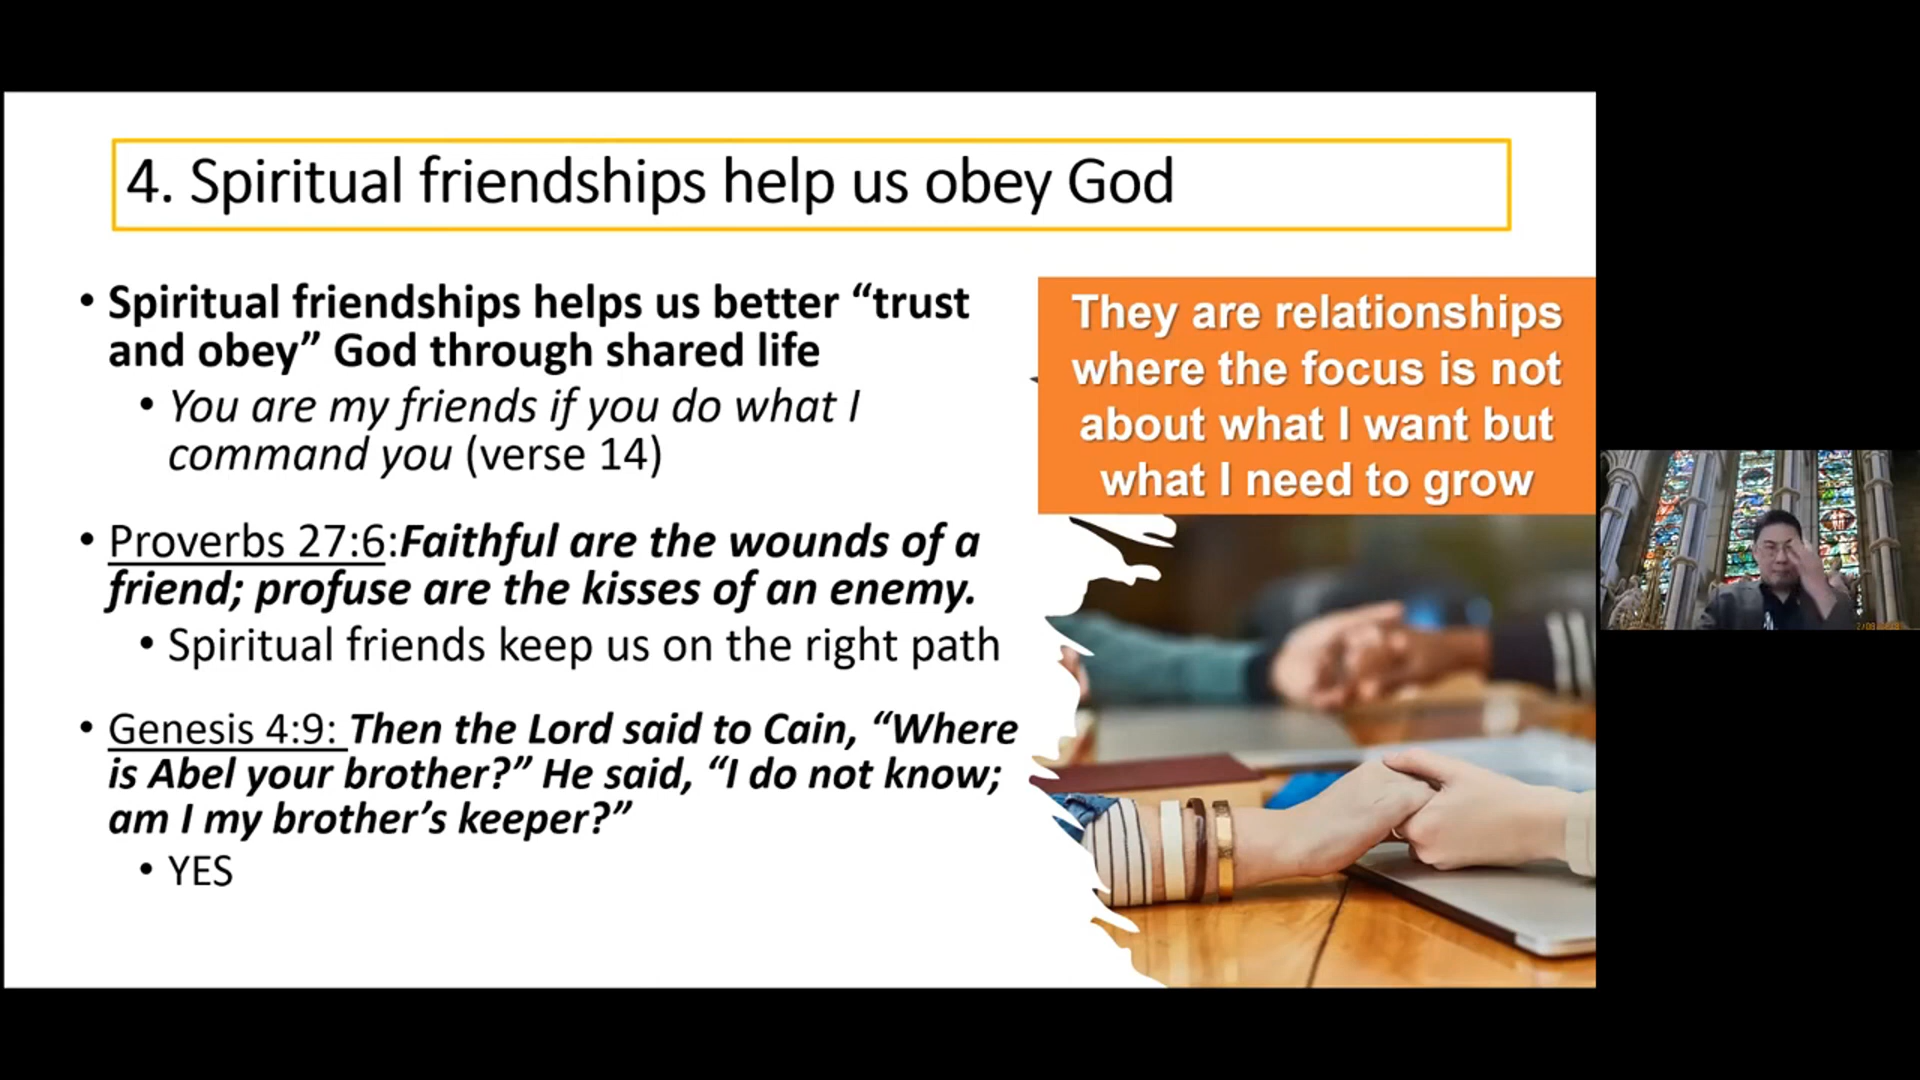 4. Spiritual friendships help us obey God
• Spiritual friendships helps us better “trust
and obey” God through shared life
• You are my friends if you do what I
command you (verse 14)
• Proverbs 27:6:Faithful are the wounds of a
friend; profuse are the kisses of an enemy.
• Spiritual friends keep us on the right path
• Genesis 4:9: Then the Lord said to Cain, “Where
is Abel your brother?” He said, “I do not know;
am I my brother’s keeper?”
• YES
They are relationships
where the focus is not
about what I want but
what I need to grow